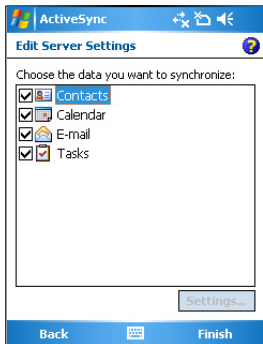 ActiveSync
Edit Server Settings
Choose the data you want to synchronize:
Contacts
Calendar
E-mail
Tasks
Settings...
Back Finish